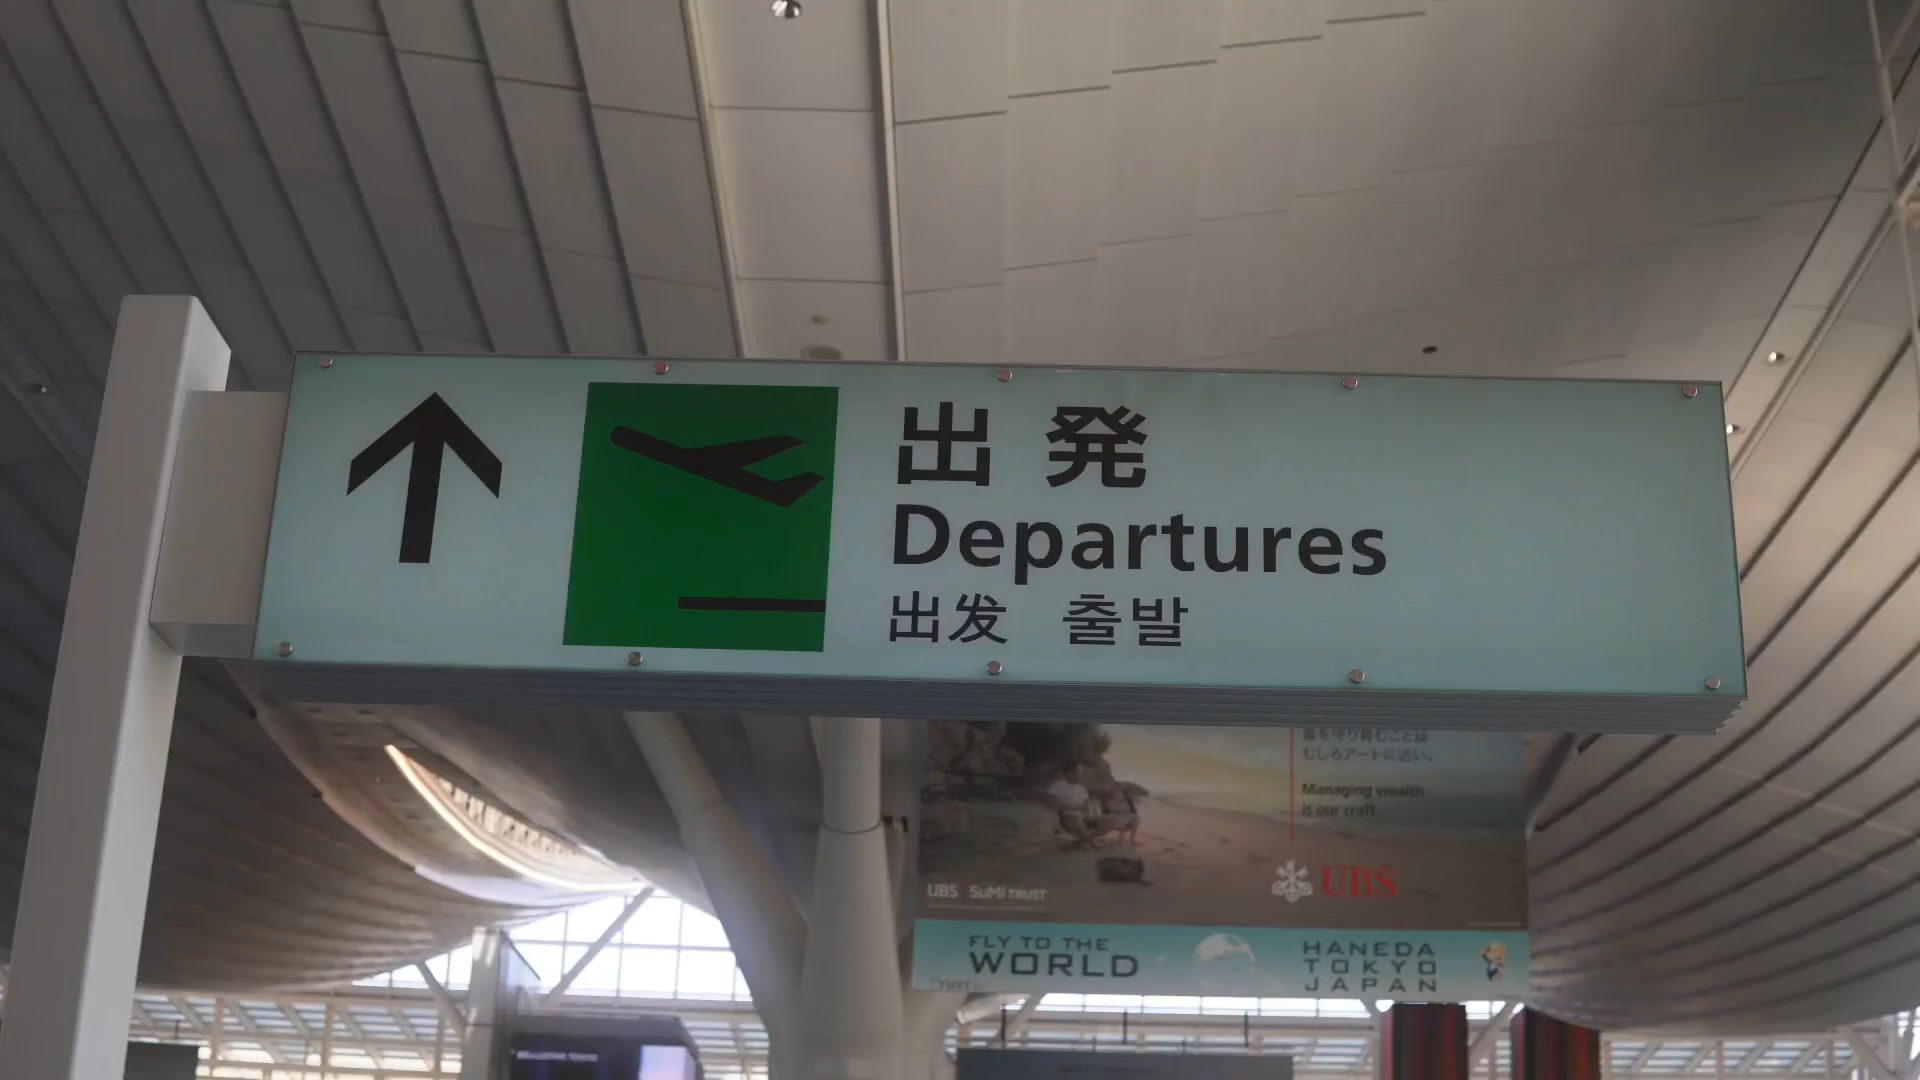 出発
Departures
出发 출발
を守り育むことは
むしろアートに近い。
Managing wealth
is our craft
UBS SuMi TRUST
UBS
FLY TO THE
WORLD
HANEDA
TOKYO
JAPAN
TIAT